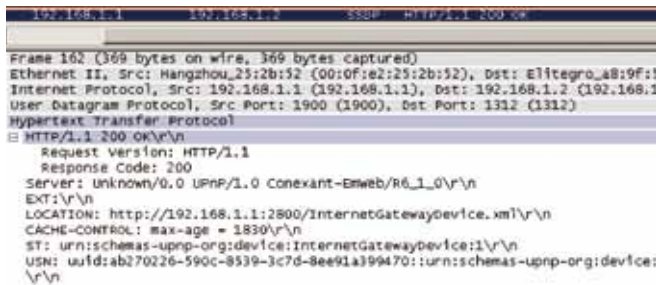 192.168.1.1 192.168.1.2 SSDP HTTP/1.1 200 OK
Frame 162 (369 bytes on wire, 369 bytes captured)
Ethernet II, Src: Hangzhou_25:2b:52 (00:0f:e2:25:2b:52), Dst: Elitegro_a8:9f:
Internet Protocol, Src: 192.168.1.1 (192.168.1.1), Dst: 192.168.1.2 (192.168.1
User Datagram Protocol, Src Port: 1900 (1900), Dst Port: 1312 (1312)
Hypertext Transfer Protocol
HTTP/1.1 200 OK\r\n
Request Version: HTTP/1.1
Response Code: 200
Server: Unknown/0.0 UPnP/1.0 Conexant-EmWeb/R6_1_0\r\n
EXT:\r\n
LOCATION: http://192.168.1.1:2800/InternetGatewayDevice.xml\r\n
CACHE-CONTROL: max-age = 1830\r\n
ST: urn:schemas-upnp-org:device:InternetGatewayDevice:1\r\n
USN: uuid:ab270226-590c-8539-3c7d-8ee91a399470::urn:schemas-upnp-org:device:
\r\n